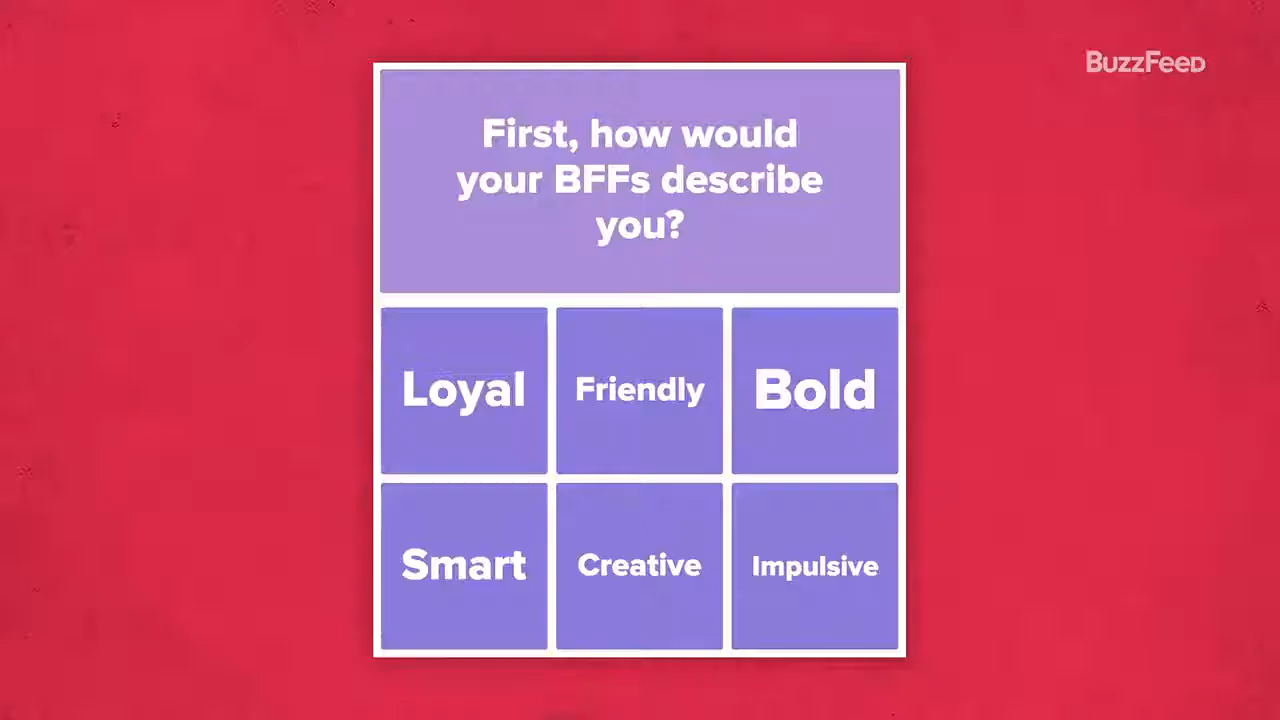 BuzzFeed
First, how would
your BFFs describe
you?
Loyal
Friendly
Bold
Smart
Creative
Impulsive